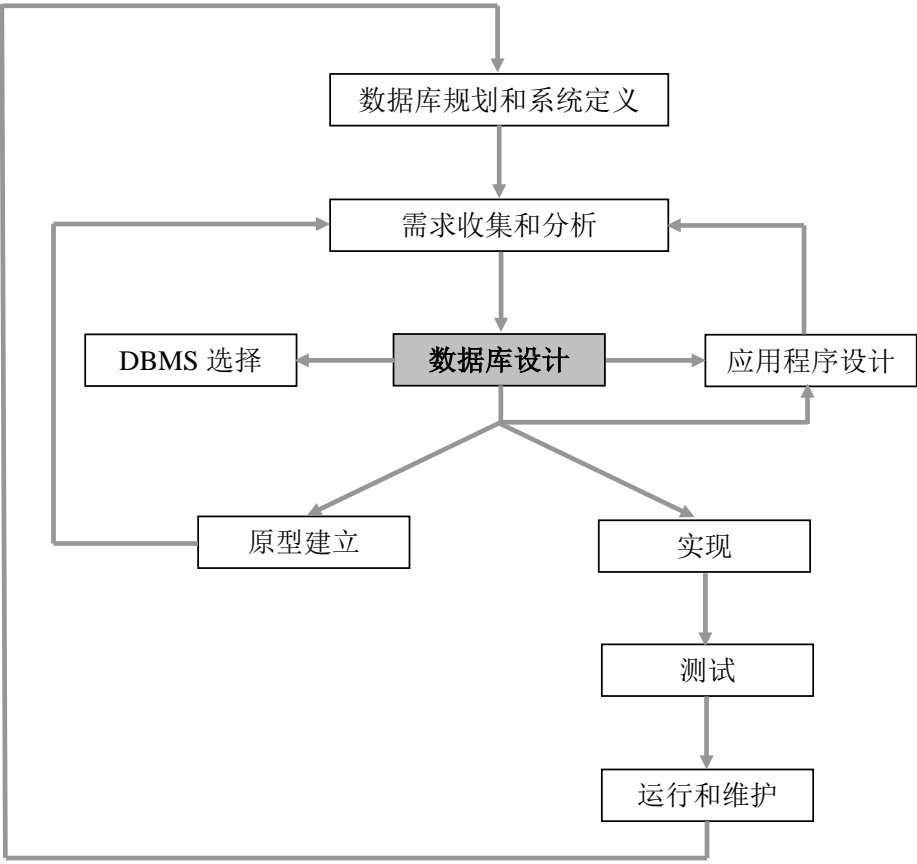 数据库规划和系统定义
需求收集和分析
DBMS 选择
数据库设计
应用程序设计
原型建立
实现
测试
运行和维护